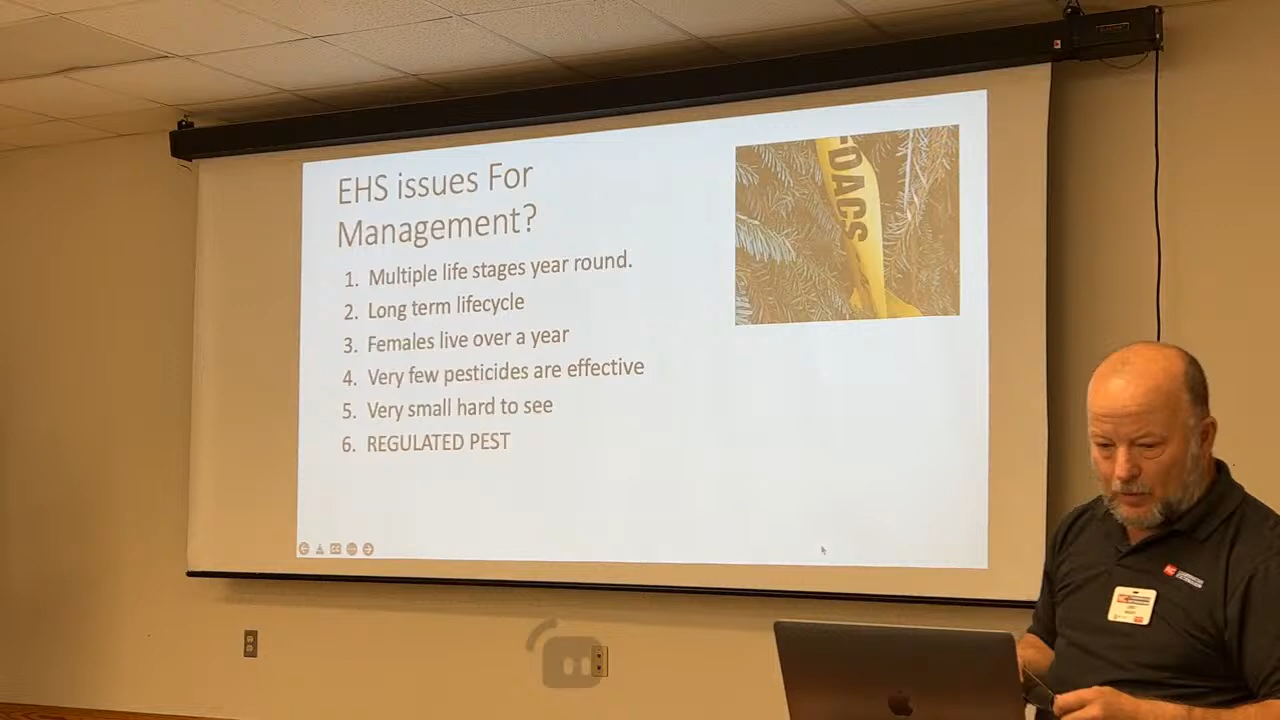 EHS issues For
Management?
1. Multiple life stages year round.
2. Long term lifecycle
3. Females live over a year
4. Very few pesticides are effective
5. Very small hard to see
6. REGULATED PEST
DACS